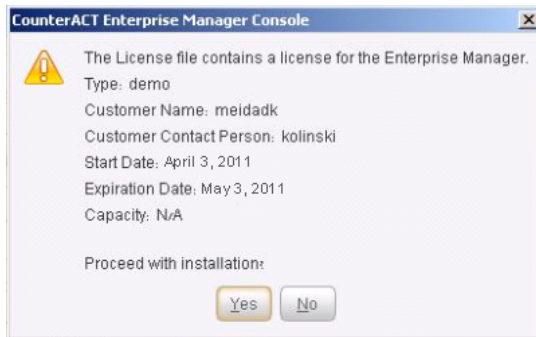 CounterACT Enterprise Manager Console
The License file contains a license for the Enterprise Manager.
Type: demo
Customer Name: meidadk
Customer Contact Person: kolinski
Start Date: April 3, 2011
Expiration Date: May 3, 2011
Capacity: N/A
Proceed with installation?
Yes No